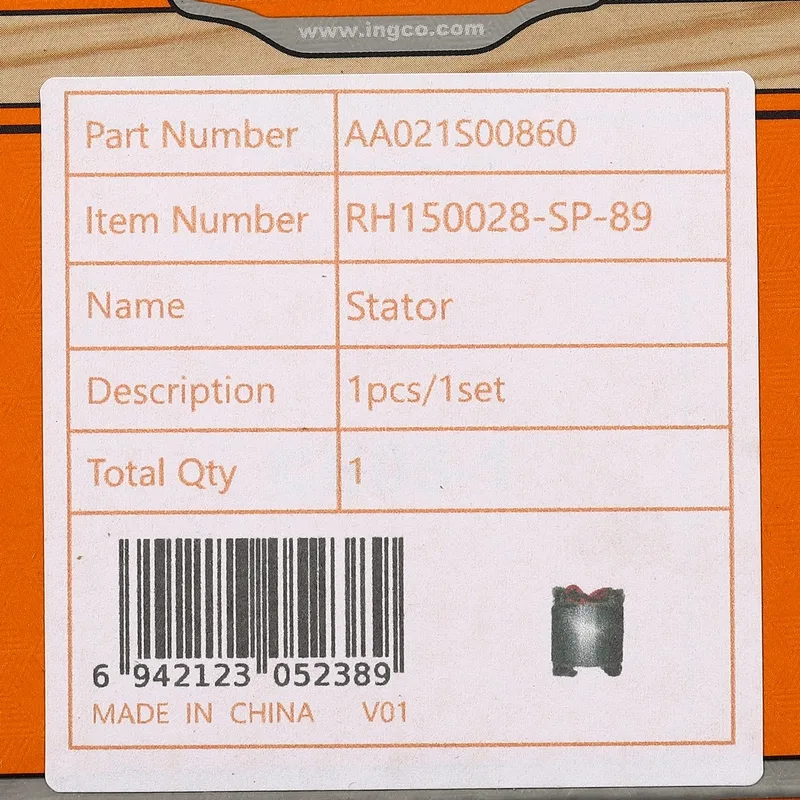 www.ingco.com
Part Number AA021S00860
Item Number RH150028-SP-89
Name Stator
Description 1pcs/1set
Total Qty 1
6 942123 052389
MADE IN CHINA V01